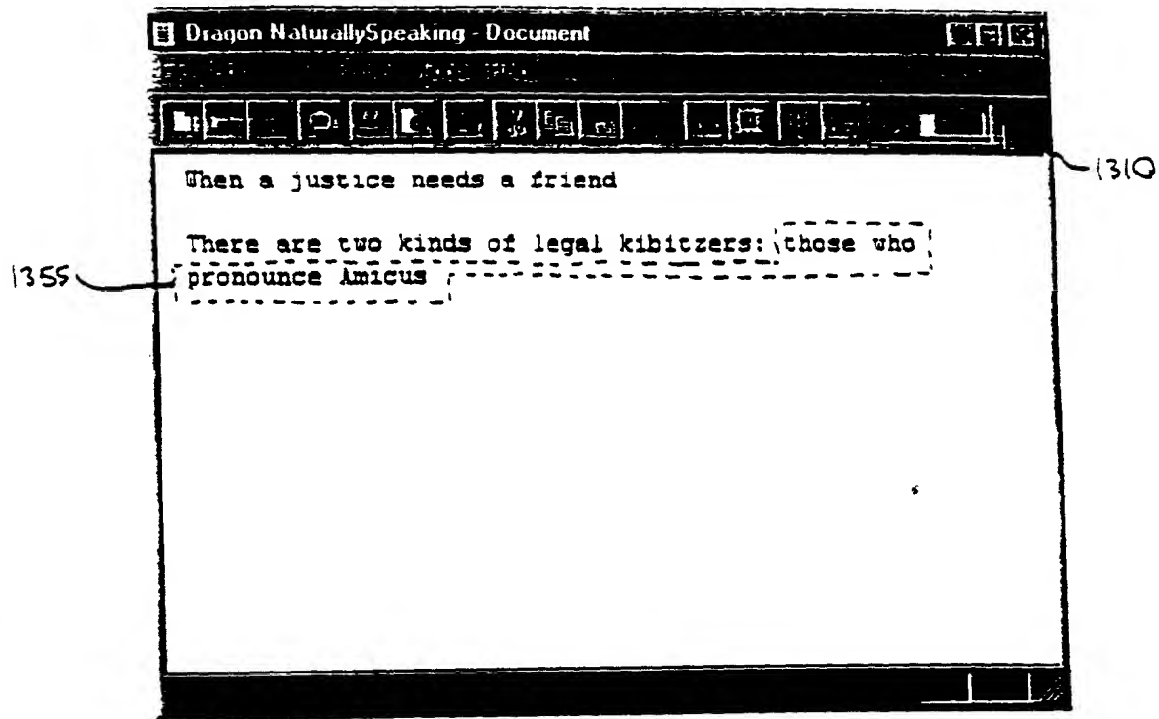 Dragon NaturallySpeaking - Document
1310
When a justice needs a friend
There are two kinds of legal kibitzers: those who
1355
pronounce Amicus